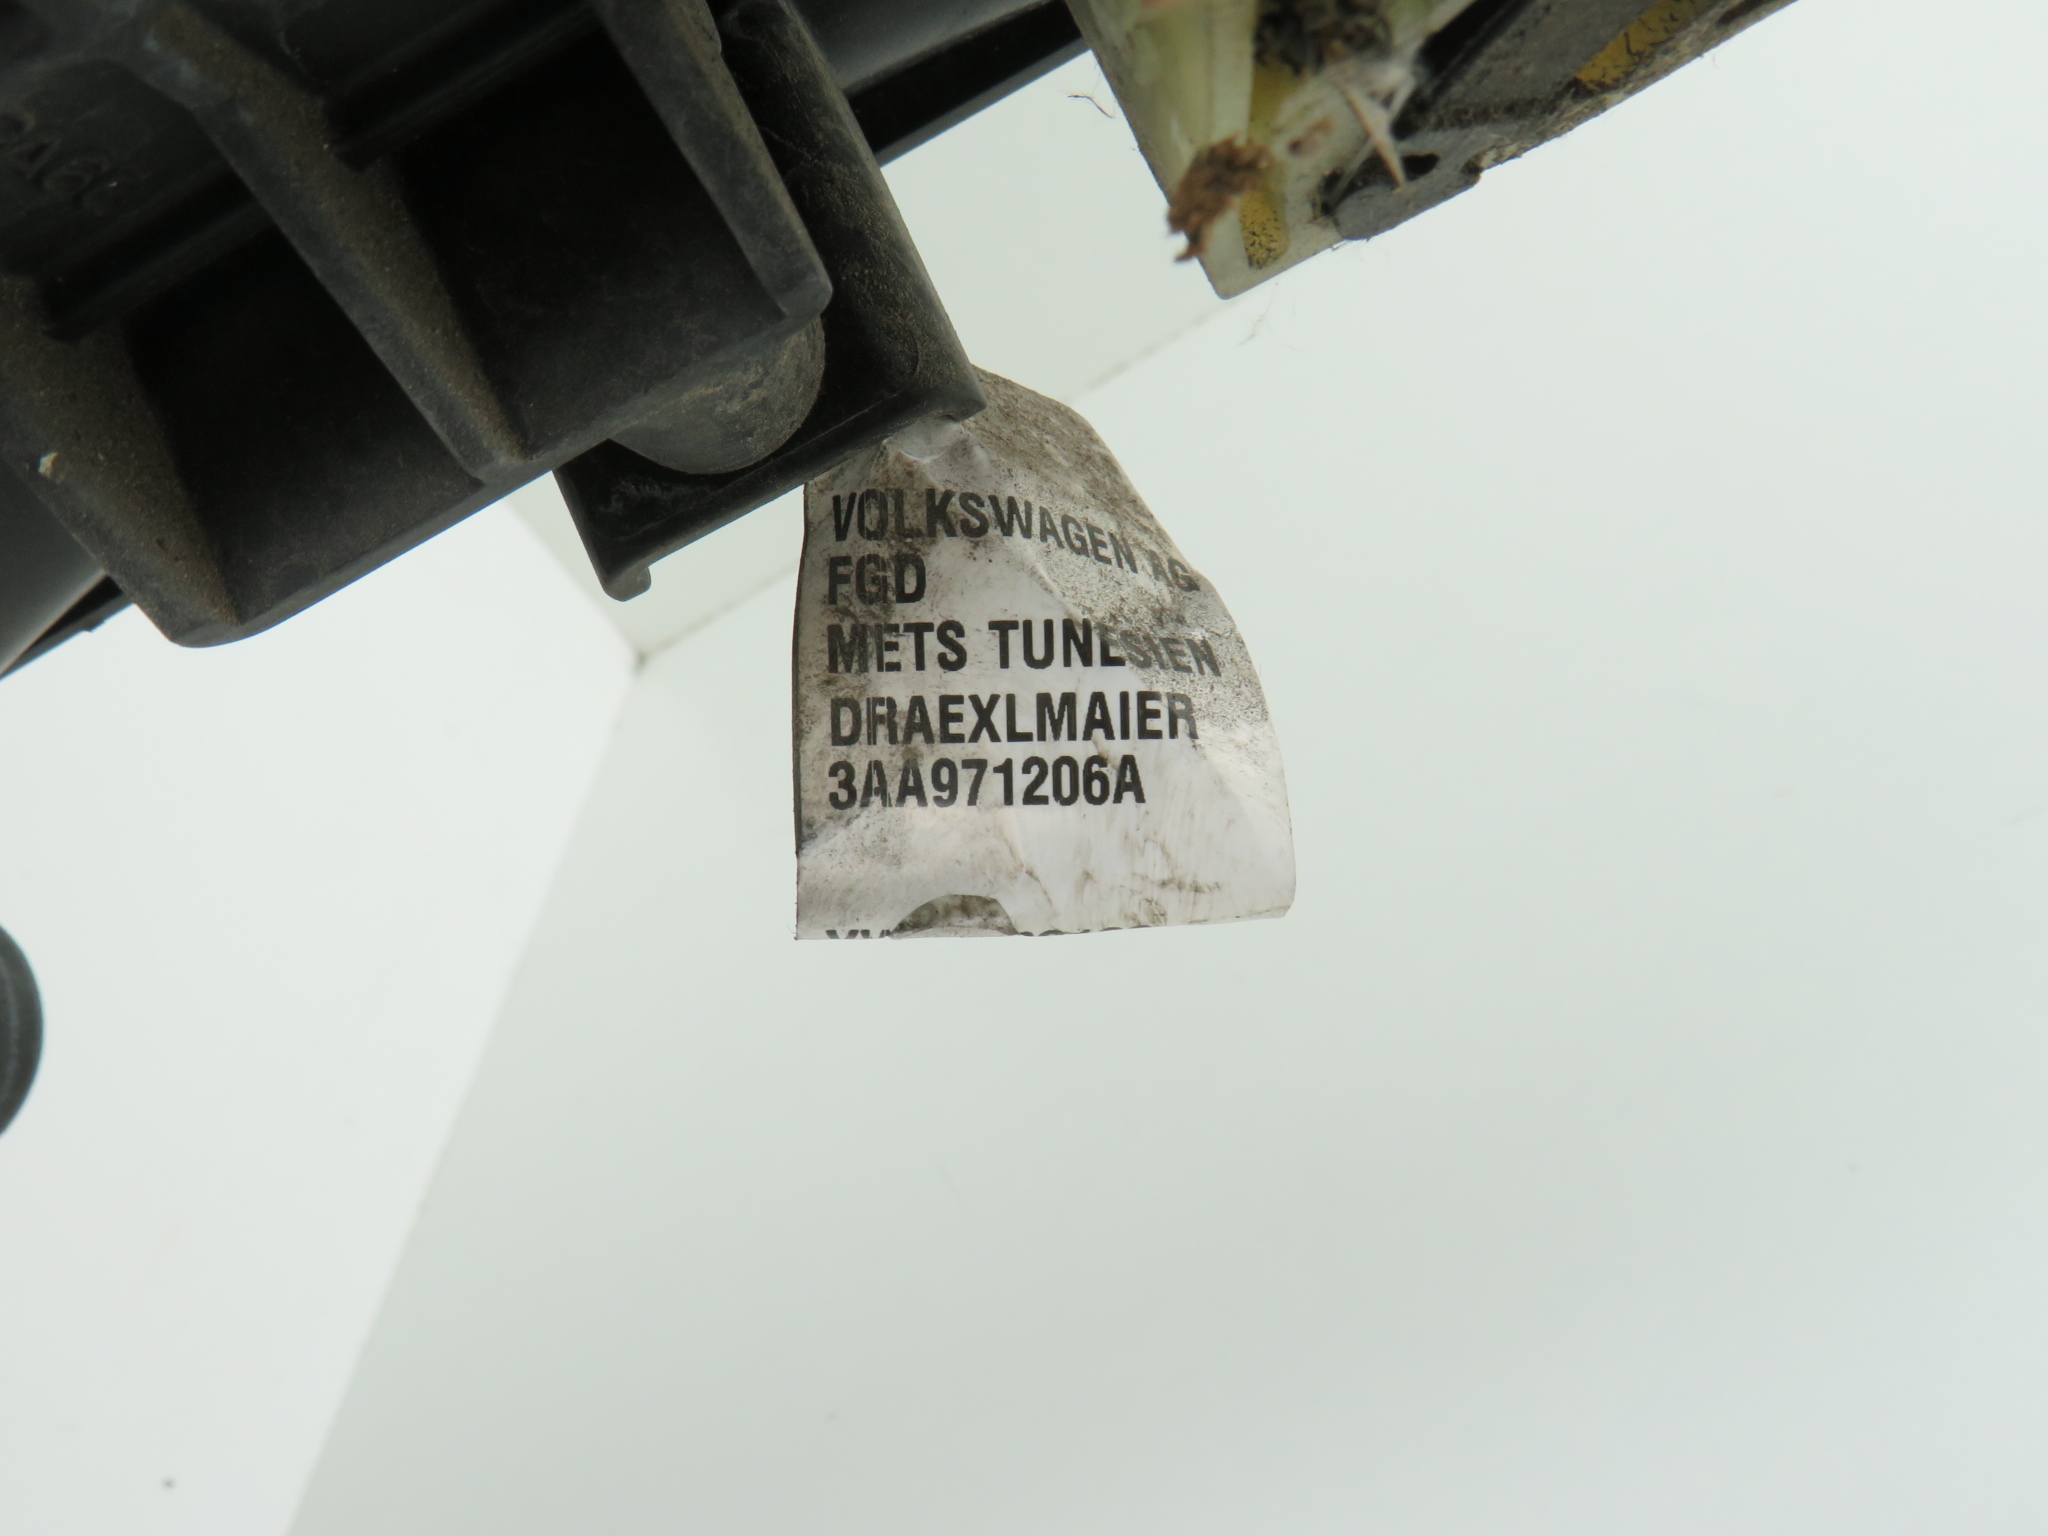 VOLKSWAGEN AG
FGD
METS TUNESIEN
DRAEXLMAIER
3AA971206A